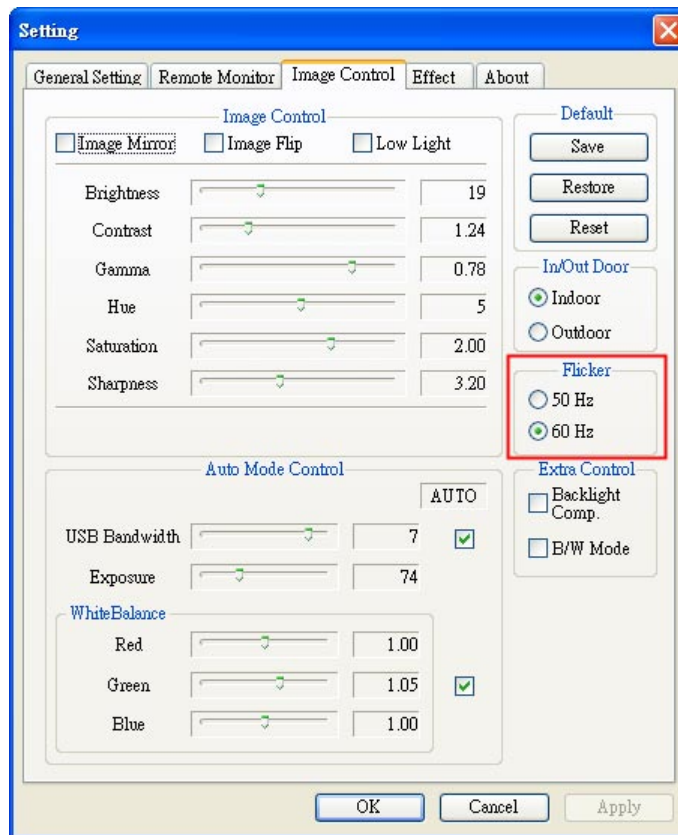 Setting
General Setting Remote Monitor Image Control Effect About
Image Control
Image Mirror Image Flip Low Light
Brightness 19
Contrast 1.24
Gamma 0.78
Hue 5
Saturation 2.00
Sharpness 3.20
Default
Save
Restore
Reset
In/Out Door
Indoor
Outdoor
Flicker
50 Hz
60 Hz
Auto Mode Control
AUTO
USB Bandwidth 7
Exposure 74
WhiteBalance
Red 1.00
Green 1.05
Blue 1.00
Extra Control
Backlight
Comp.
B/W Mode
OK Cancel Apply